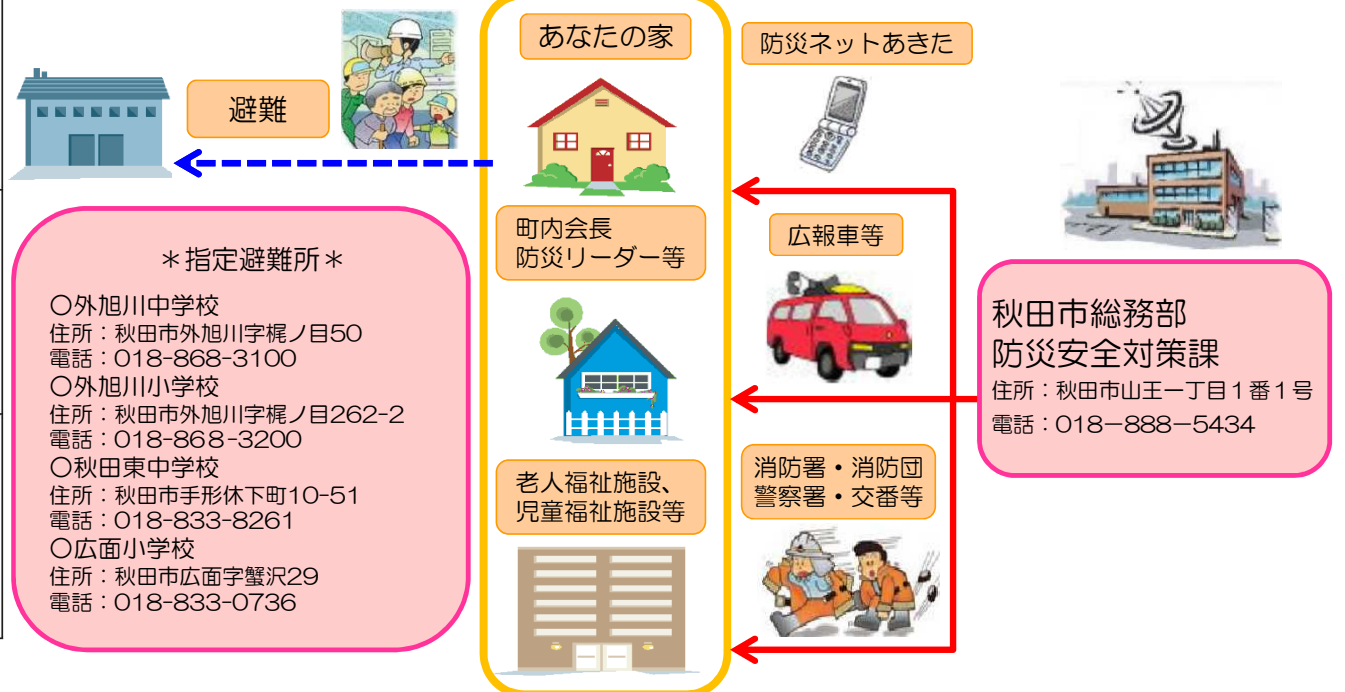 避難
＊指定避難所＊
○外旭川中学校
住所：秋田市外旭川字梶ノ目50
電話：018-868-3100
○外旭川小学校
住所：秋田市外旭川字梶ノ目262-2
電話：018-868-3200
○秋田東中学校
住所：秋田市手形休下町10-51
電話：018-833-8261
○広面小学校
住所：秋田市広面字蟹沢29
電話：018-833-0736
あなたの家
町内会長
防災リーダー等
老人福祉施設、
児童福祉施設等
防災ネットあきた
広報車等
消防署・消防団
警察署・交番等
秋田市総務部
防災安全対策課
住所：秋田市山王一丁目１番１号
電話：018－888－5434